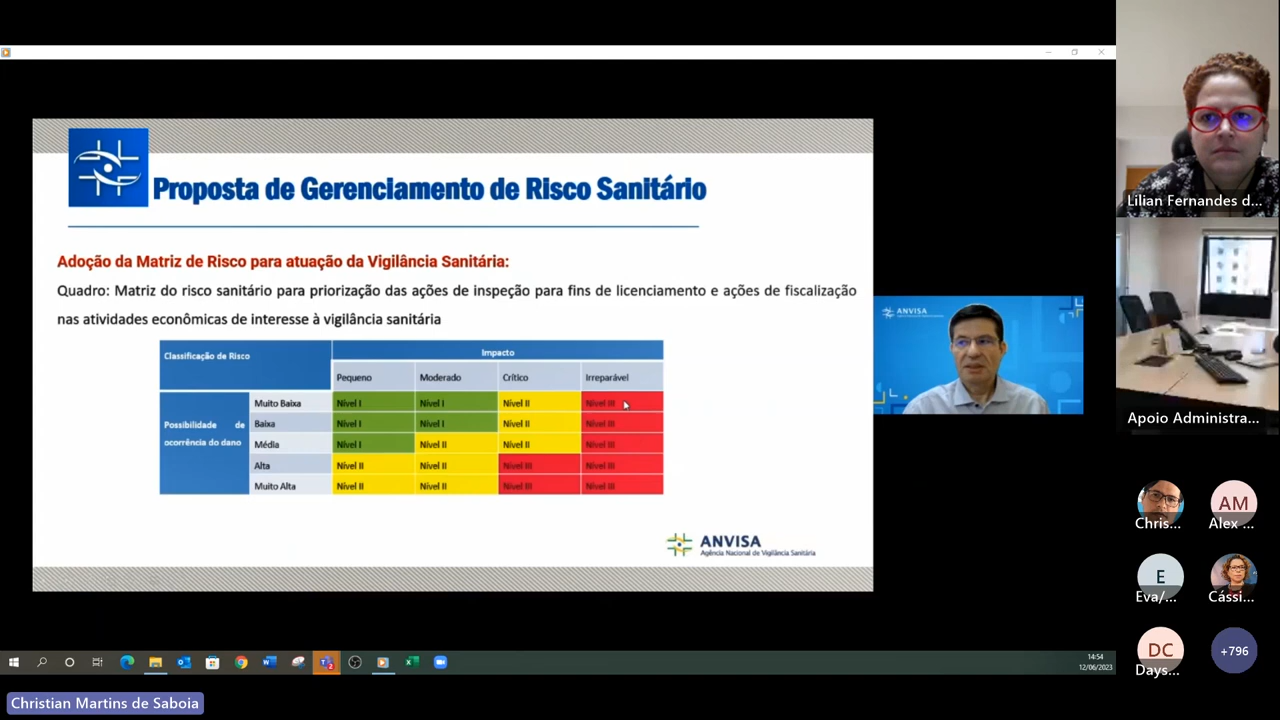 Proposta de Gerenciamento de Risco Sanitário
Adoção da Matriz de Risco para atuação da Vigilância Sanitária:
Quadro: Matriz do risco sanitário para priorização das ações de inspeção para fins de licenciamento e ações de fiscalização
nas atividades econômicas de interesse à vigilância sanitária
Classificação de Risco
Impacto
Pequeno Moderado Crítico Irreparável
Possibilidade de
ocorrência do dano
Muito Baixa Nível I Nível I Nível II Nível III
Baixa Nível I Nível I Nível II Nível III
Média Nível I Nível II Nível II Nível III
Alta Nível II Nível II Nível III Nível III
Muito Alta Nível II Nível II Nível III Nível III
ANVISA
Agência Nacional de Vigilância Sanitária
ANVISA
Lilian Fernandes d...
Apoio Administra...
Chris...
AM
Alex ...
E
Eva/...
Cássi...
DC
Days...
+796
14:54
12/06/2023
Christian Martins de Saboia